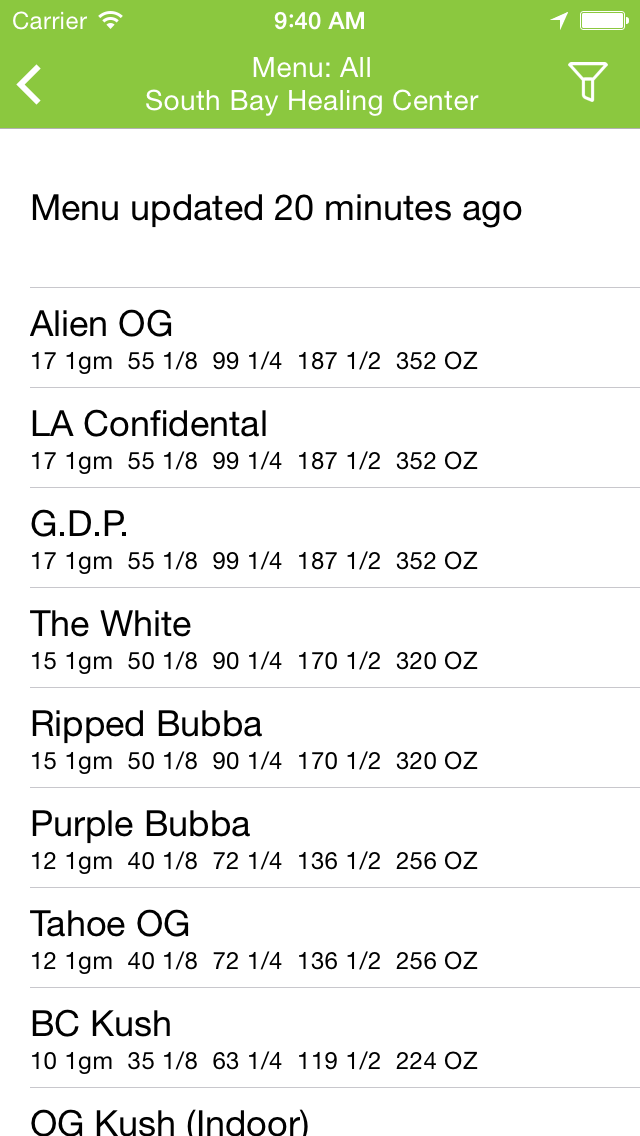 Carrier 9:40 AM
Menu: All
South Bay Healing Center
Menu updated 20 minutes ago
Alien OG
17 1gm 55 1/8 99 1/4 187 1/2 352 OZ
LA Confidental
17 1gm 55 1/8 99 1/4 187 1/2 352 OZ
G.D.P.
17 1gm 55 1/8 99 1/4 187 1/2 352 OZ
The White
15 1gm 50 1/8 90 1/4 170 1/2 320 OZ
Ripped Bubba
15 1gm 50 1/8 90 1/4 170 1/2 320 OZ
Purple Bubba
12 1gm 40 1/8 72 1/4 136 1/2 256 OZ
Tahoe OG
12 1gm 40 1/8 72 1/4 136 1/2 256 OZ
BC Kush
10 1gm 35 1/8 63 1/4 119 1/2 224 OZ
OG Kush (Indoor)